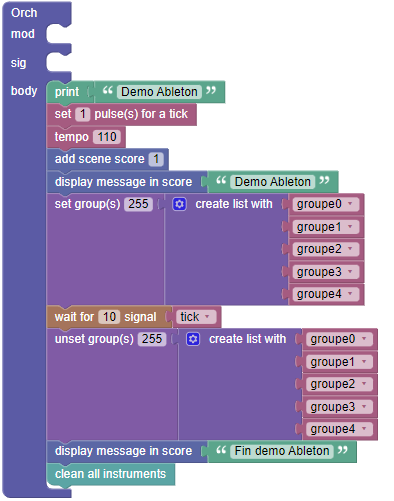 Orch
mod
sig
body print “ Demo Ableton ”
set 1 pulse(s) for a tick
tempo 110
add scene score 1
display message in score “ Demo Ableton ”
set group(s) 255 create list with groupe0
groupe1
groupe2
groupe3
groupe4
wait for 10 signal tick
unset group(s) 255 create list with groupe0
groupe1
groupe2
groupe3
groupe4
display message in score “ Fin demo Ableton ”
clean all instruments